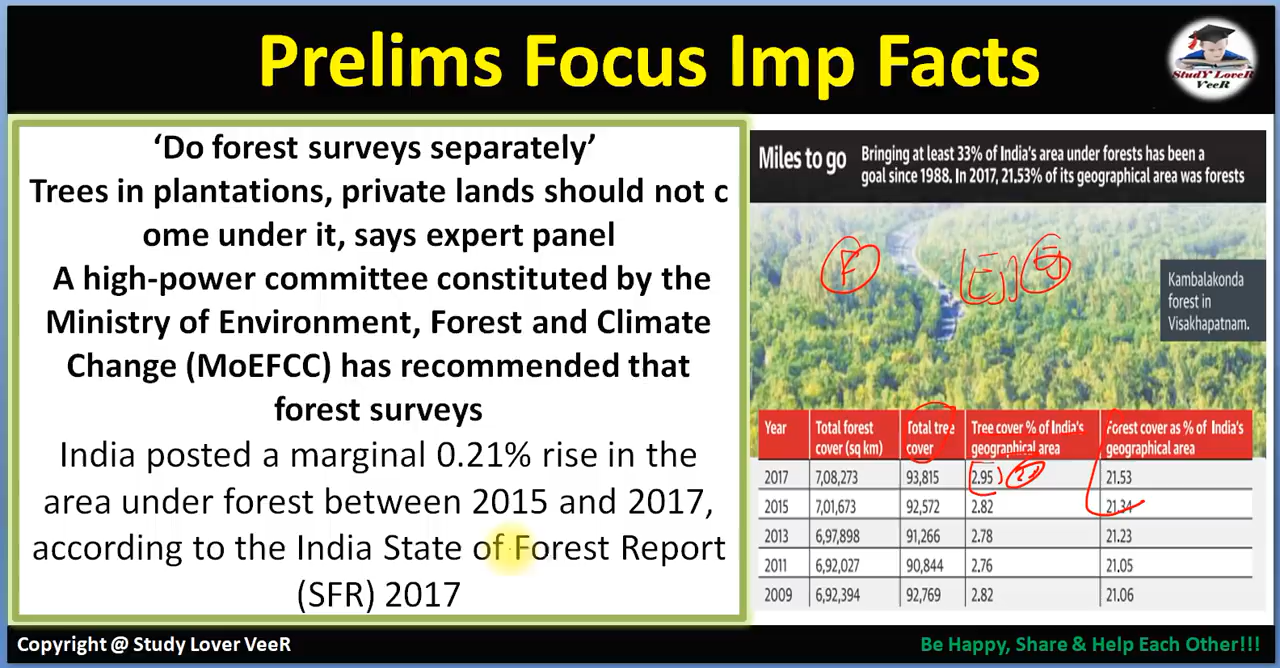 Prelims Focus Imp Facts
StudY LoveR
VeeR
‘Do forest surveys separately’
Trees in plantations, private lands should not c
ome under it, says expert panel
A high-power committee constituted by the
Ministry of Environment, Forest and Climate
Change (MoEFCC) has recommended that
forest surveys
India posted a marginal 0.21% rise in the
area under forest between 2015 and 2017,
according to the India State of Forest Report
(SFR) 2017
Miles to go
Bringing at least 33% of India's area under forests has been a
goal since 1988. In 2017, 21.53% of its geographical area was forests
F
Kambalakonda
forest in
Visakhapatnam.
Year Total forest cover (sq km) Total tree cover Tree cover % of India's geographical area Forest cover as % of India's geographical area
2017 7,08,273 93,815 2.95 21.53
2015 7,01,673 92,572 2.82 21.34
2013 6,97,898 91,266 2.78 21.23
2011 6,92,027 90,844 2.76 21.05
2009 6,92,394 92,769 2.82 21.06
Copyright @ Study Lover VeeR
Be Happy, Share & Help Each Other!!!